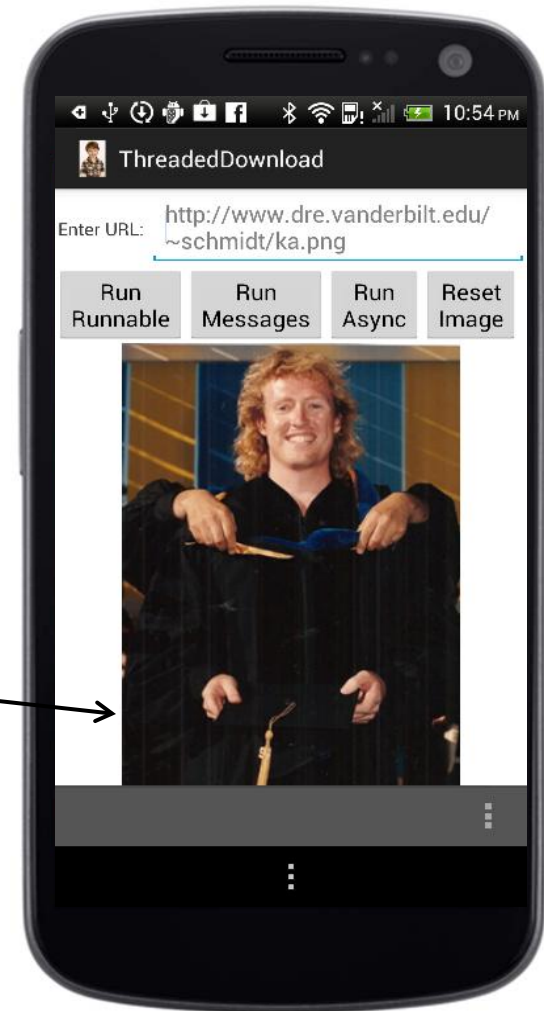 10:54 PM
ThreadedDownload
Enter URL:
http://www.dre.vanderbilt.edu/
~schmidt/ka.png
Run
Runnable
Run
Messages
Run
Async
Reset
Image